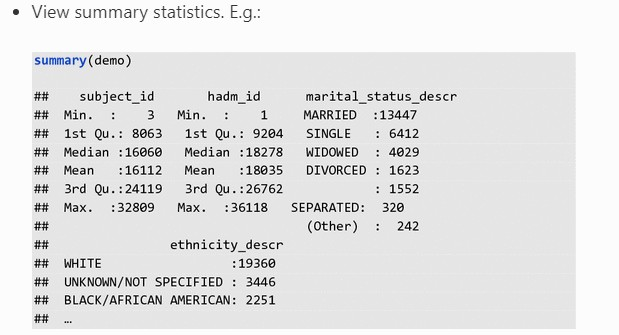 • View summary statistics. E.g.:
summary(demo)
##    subject_id       hadm_id      marital_status_descr
##  Min.  :    3   Min.  :    1     MARRIED  :13447
##  1st Qu.: 8063   1st Qu.: 9204   SINGLE   : 6412
##  Median :16060   Median :18278   WIDOWED  : 4029
##  Mean   :16112   Mean   :18035   DIVORCED : 1623
##  3rd Qu.:24119   3rd Qu.:26762            : 1552
##  Max.  :32809   Max.  :36118   SEPARATED:  320
##                                  (Other)  :  242
##                ethnicity_descr
##  WHITE                 :19360
##  UNKNOWN/NOT SPECIFIED : 3446
##  BLACK/AFRICAN AMERICAN: 2251
##  …